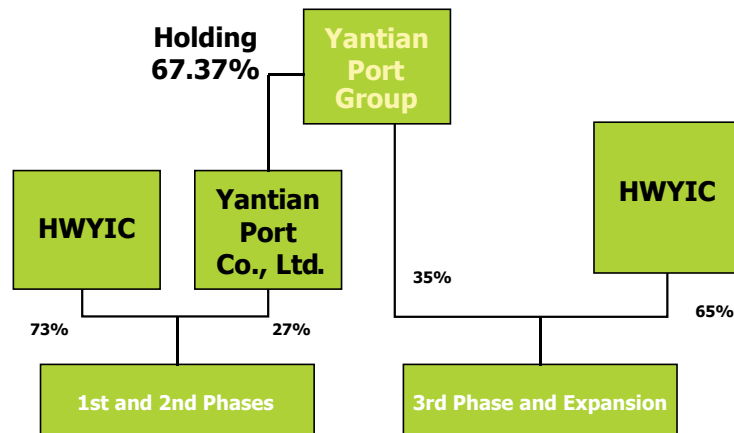 Holding
67.37%
Yantian
Port
Group
HWYIC
Yantian
Port
Co., Ltd.
HWYIC
35%
73%
27%
65%
1st and 2nd Phases
3rd Phase and Expansion